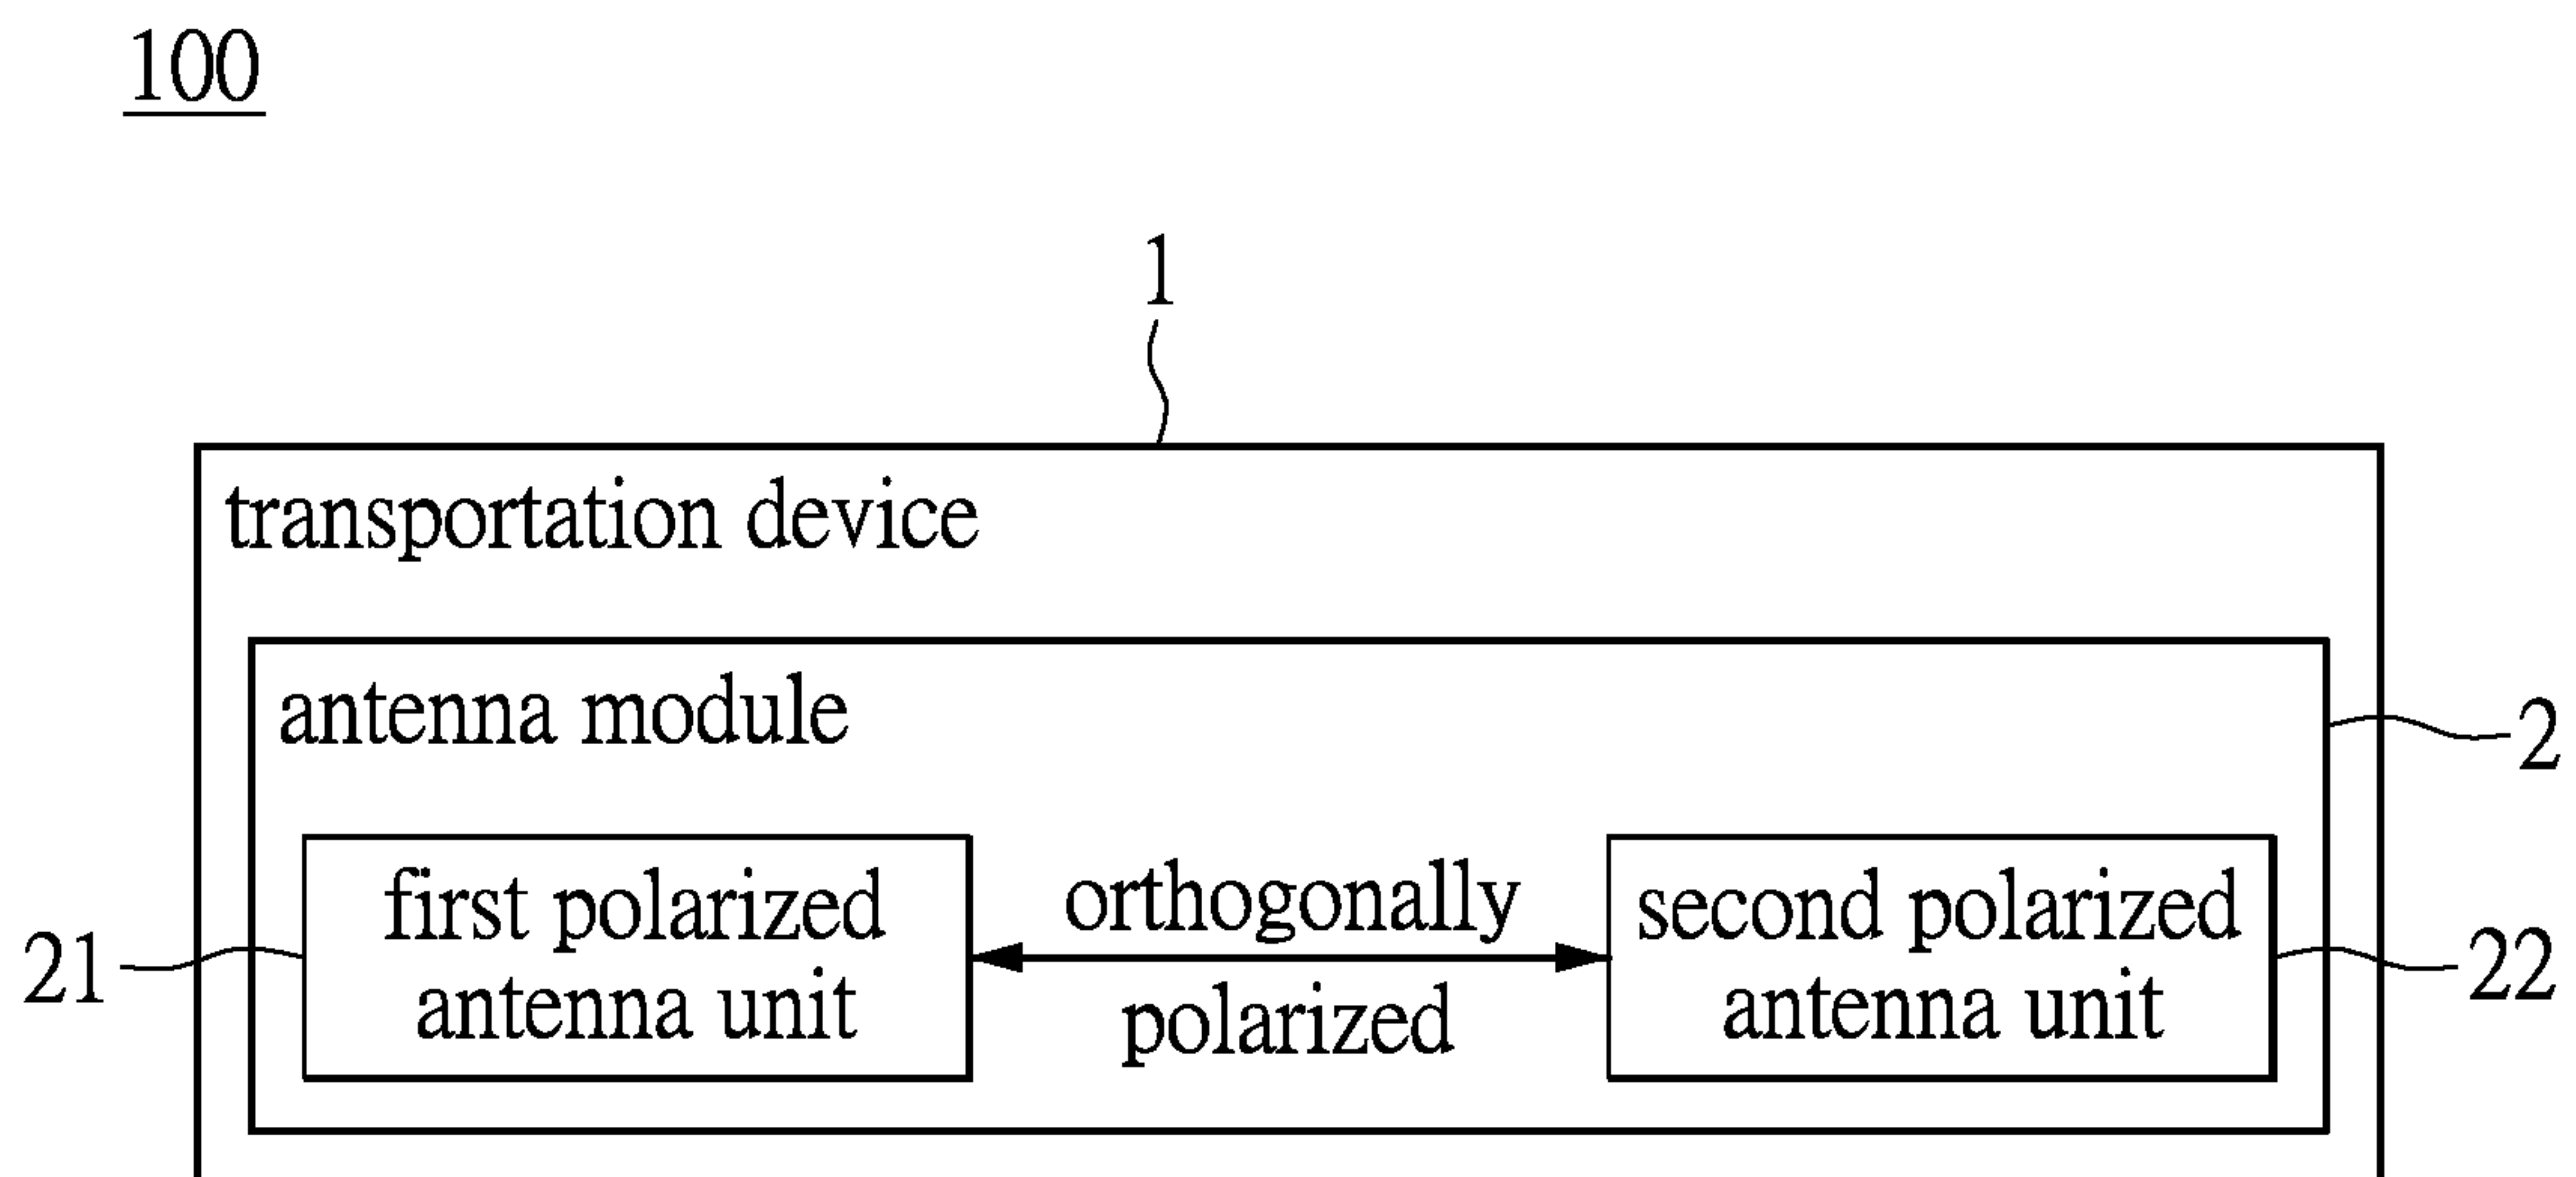 100
1
transportation device
antenna module
2
first polarized
antenna unit
orthogonally
polarized
second polarized
antenna unit
21
22